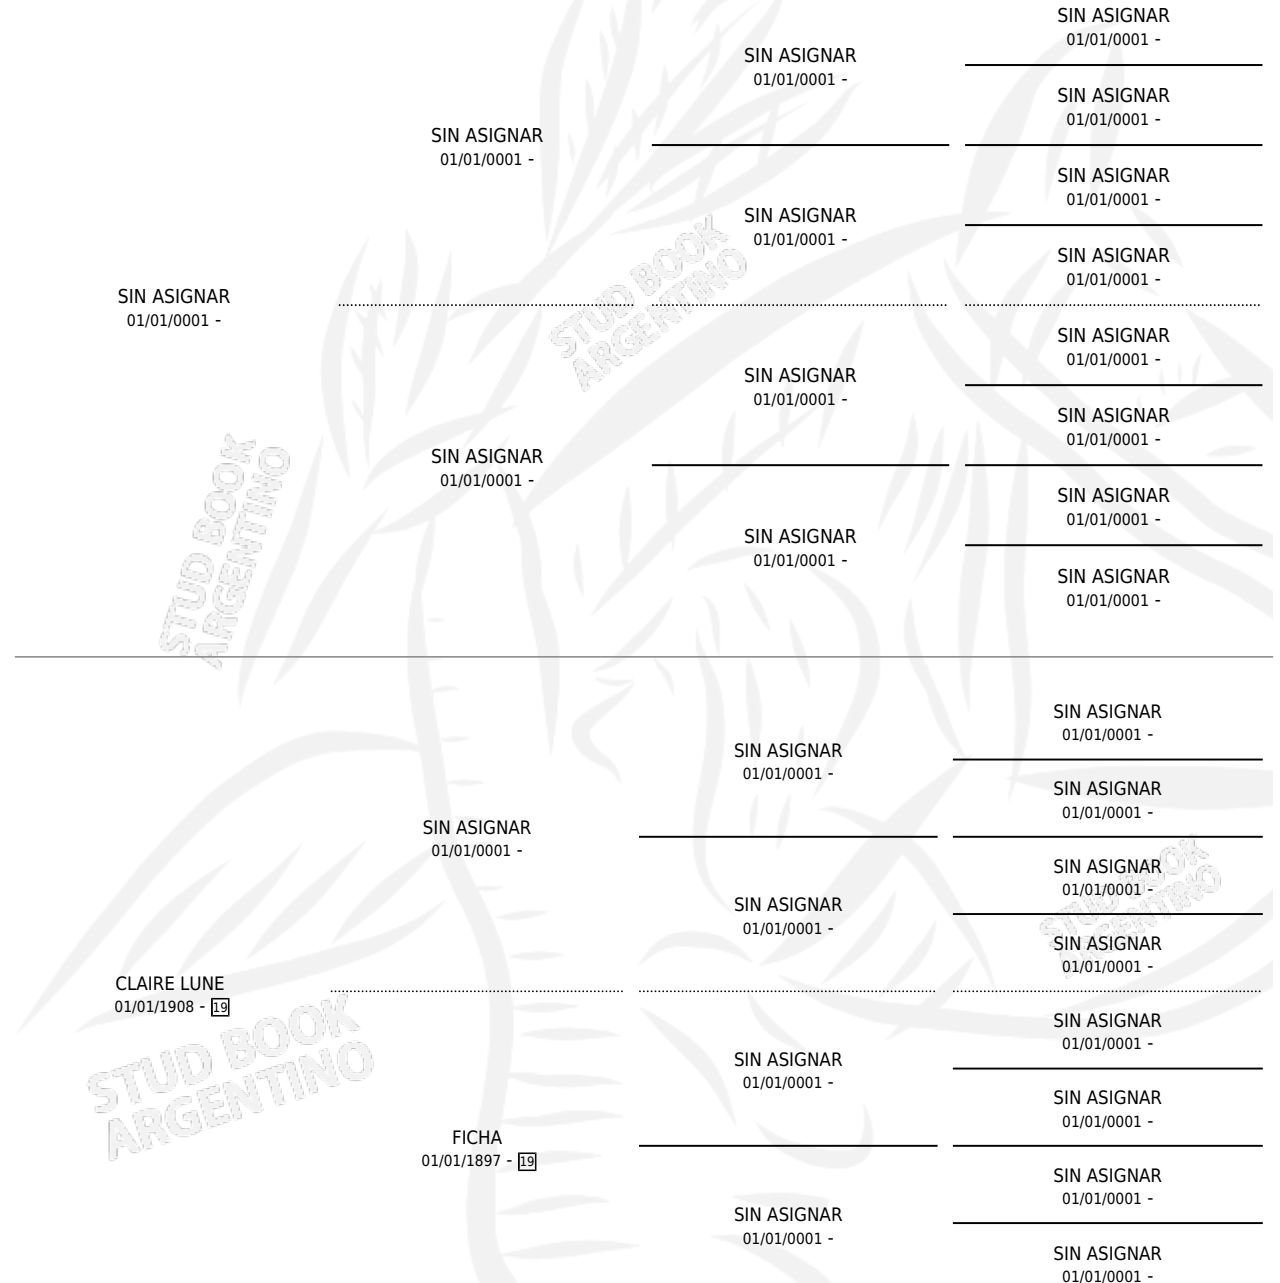 SIN ASIGNAR
01/01/0001 -
SIN ASIGNAR
01/01/0001 -
SIN ASIGNAR
01/01/0001 -
SIN ASIGNAR
01/01/0001 -
SIN ASIGNAR
01/01/0001 -
SIN ASIGNAR
01/01/0001 -
SIN ASIGNAR
01/01/0001 -
STUD BOOK
ARGENTINO
SIN ASIGNAR
01/01/0001 -
SIN ASIGNAR
01/01/0001 -
SIN ASIGNAR
01/01/0001 -
SIN ASIGNAR
01/01/0001 -
SIN ASIGNAR
01/01/0001 -
SIN ASIGNAR
01/01/0001 -
STUD BOOK
ARGENTINO
SIN ASIGNAR
01/01/0001 -
SIN ASIGNAR
01/01/0001 -
SIN ASIGNAR
01/01/0001 -
SIN ASIGNAR
01/01/0001 -
SIN ASIGNAR
01/01/0001 -
SIN ASIGNAR
01/01/0001 -
SIN ASIGNAR
01/01/0001 -
SIN ASIGNAR
01/01/0001 -
SIN ASIGNAR
01/01/0001 -
STUD BOOK
ARGENTINO
SIN ASIGNAR
01/01/0001 -
CLAIRE LUNE
01/01/1908 - 19
STUD BOOK
ARGENTINO
SIN ASIGNAR
01/01/0001 -
SIN ASIGNAR
01/01/0001 -
SIN ASIGNAR
01/01/0001 -
FICHA
01/01/1897 - 19
SIN ASIGNAR
01/01/0001 -
SIN ASIGNAR
01/01/0001 -
SIN ASIGNAR
01/01/0001 -